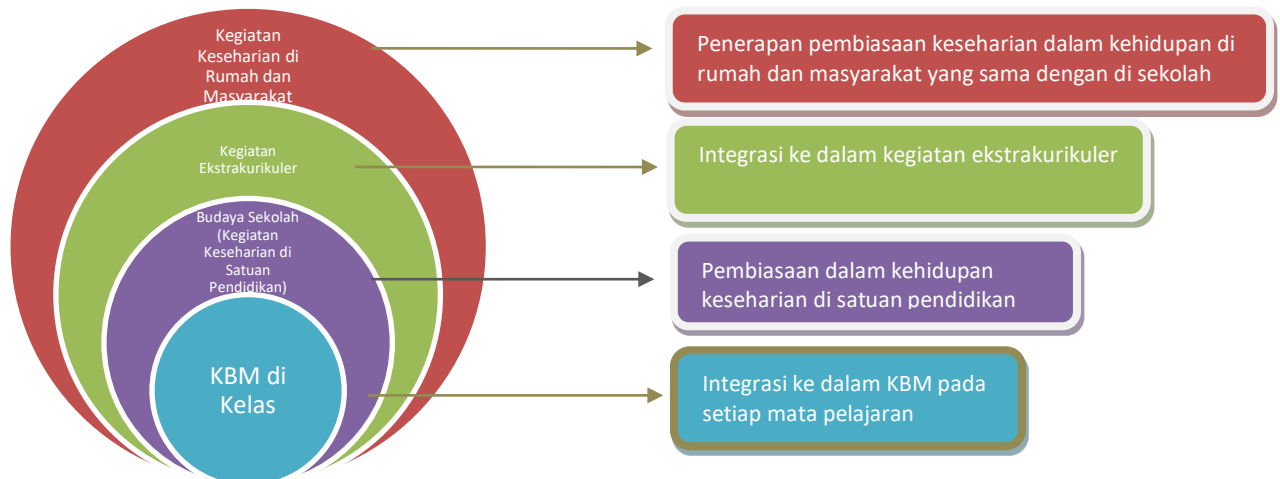 Kegiatan
Keseharian di
Rumah dan
Masyarakat
Penerapan pembiasaan keseharian dalam kehidupan di
rumah dan masyarakat yang sama dengan di sekolah
Kegiatan
Ekstrakurikuler
Integrasi ke dalam kegiatan ekstrakurikuler
Budaya Sekolah
(Kegiatan
Keseharian di
Satuan
Pendidikan)
Pembiasaan dalam kehidupan
keseharian di satuan pendidikan
KBM di
Kelas
Integrasi ke dalam KBM pada
setiap mata pelajaran